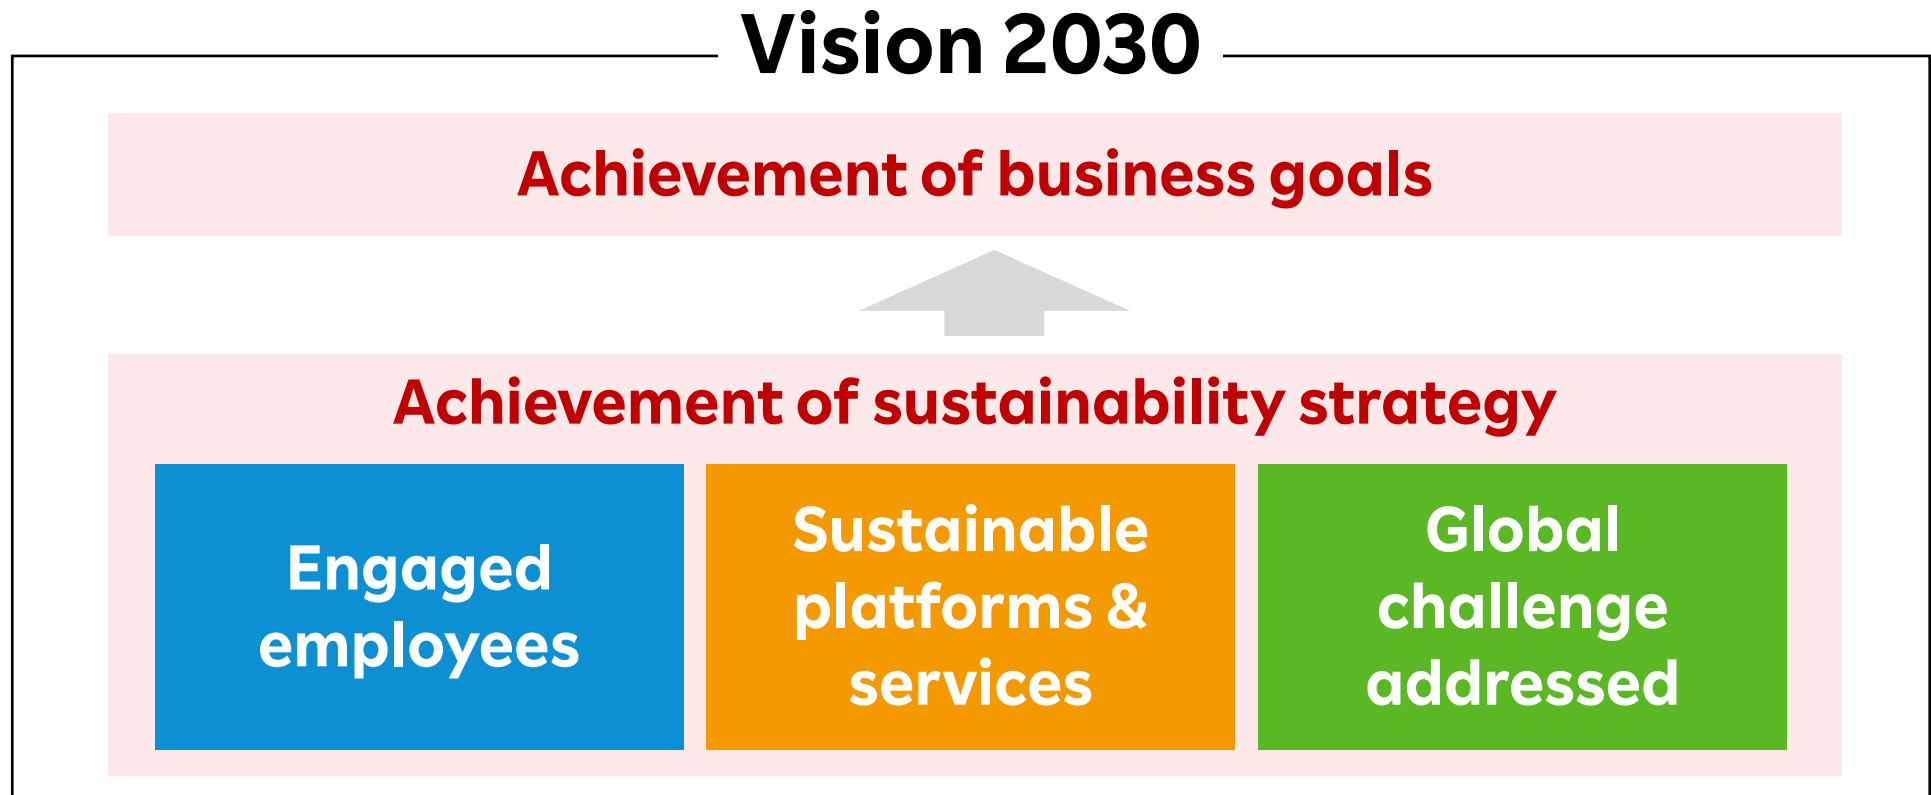 Vision 2030
Achievement of business goals
Achievement of sustainability strategy
Engaged
employees
Sustainable
platforms &
services
Global
challenge
addressed